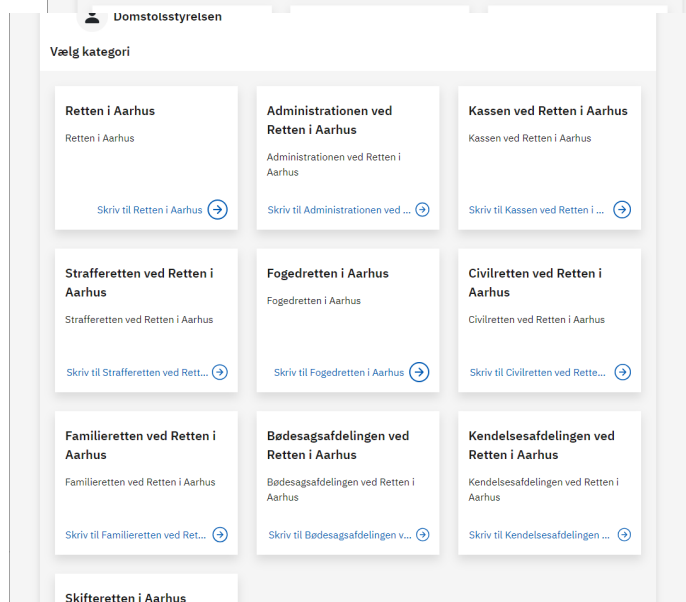 Domstolsstyrelsen
Vælg kategori
Retten i Aarhus
Retten i Aarhus
Skriv til Retten i Aarhus
Administrationen ved
Retten i Aarhus
Administrationen ved Retten i
Aarhus
Skriv til Administrationen ved ...
Kassen ved Retten i Aarhus
Kassen ved Retten i Aarhus
Skriv til Kassen ved Retten i ...
Strafferetten ved Retten i
Aarhus
Strafferetten ved Retten i Aarhus
Skriv til Strafferetten ved Rett...
Fogedretten i Aarhus
Fogedretten i Aarhus
Skriv til Fogedretten i Aarhus
Civilretten ved Retten i
Aarhus
Civilretten ved Retten i Aarhus
Skriv til Civilretten ved Rette...
Familieretten ved Retten i
Aarhus
Familieretten ved Retten i Aarhus
Skriv til Familieretten ved Ret...
Bødesagsafdelingen ved
Retten i Aarhus
Bødesagsafdelingen ved Retten i
Aarhus
Skriv til Bødesagsafdelingen v...
Kendelsesafdelingen ved
Retten i Aarhus
Kendelsesafdelingen ved Retten i
Aarhus
Skriv til Kendelsesafdelingen ...
Skifteretten i Aarhus